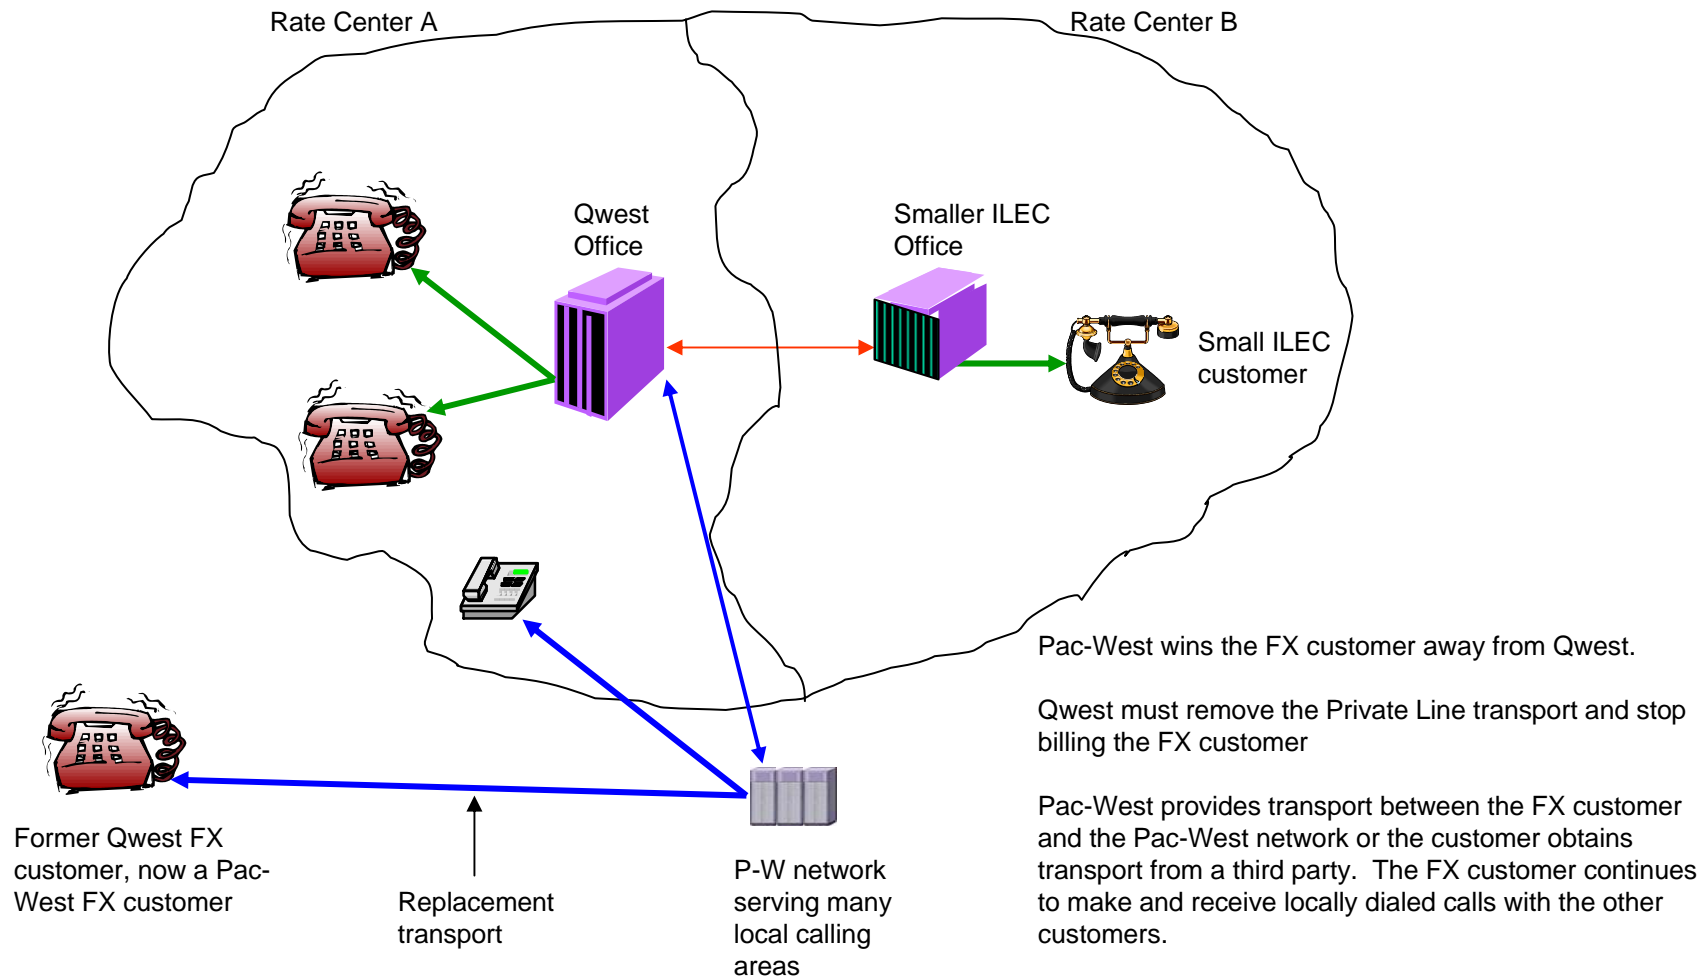 Rate Center A
Rate Center B
Qwest
Office
Smaller ILEC
Office
Small ILEC
customer
Pac-West wins the FX customer away from Qwest.
Qwest must remove the Private Line transport and stop
billing the FX customer
Pac-West provides transport between the FX customer
and the Pac-West network or the customer obtains
transport from a third party.  The FX customer continues
to make and receive locally dialed calls with the other
customers.
Former Qwest FX
customer, now a Pac-
West FX customer
Replacement
transport
P-W network
serving many
local calling
areas